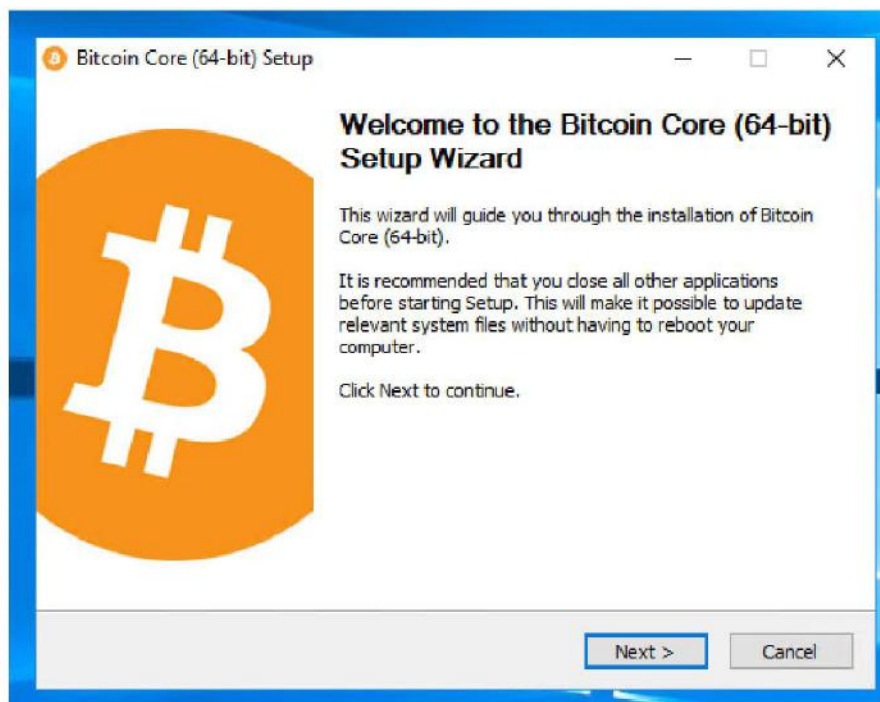 Bitcoin Core (64-bit) Setup
Welcome to the Bitcoin Core (64-bit)
Setup Wizard
This wizard will guide you through the installation of Bitcoin
Core (64-bit).
It is recommended that you close all other applications
before starting Setup. This will make it possible to update
relevant system files without having to reboot your
computer.
Click Next to continue.
Next >
Cancel